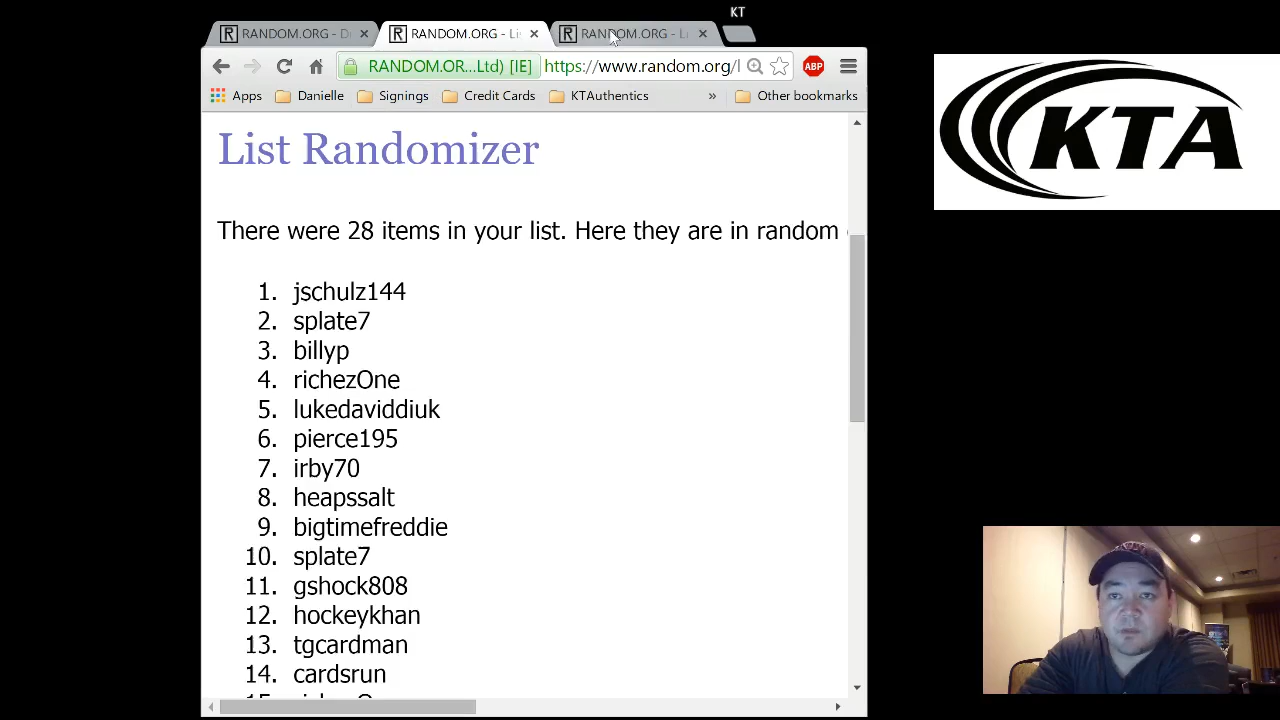 KT
RANDOM.ORG - D
RANDOM.ORG - Li
RANDOM.ORG - Li
RANDOM.OR...Ltd) [IE]
https://www.random.org/l
ABP
Apps
Danielle
Signings
Credit Cards
KTAuthentics
»
Other bookmarks
List Randomizer
There were 28 items in your list. Here they are in random
1. jschulz144
2. splate7
3. billyp
4. richezOne
5. lukedaviddiuk
6. pierce195
7. irby70
8. heapssalt
9. bigtimefreddie
10. splate7
11. gshock808
12. hockeykhan
13. tgcardman
14. cardsrun
KTA